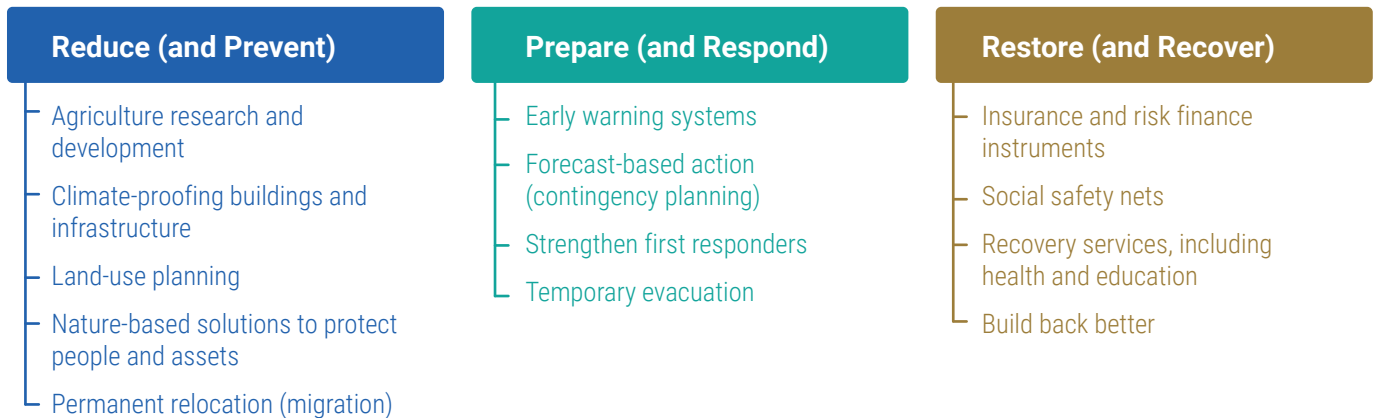 Reduce (and Prevent)
Agriculture research and
development
Climate-proofing buildings and
infrastructure
Land-use planning
Nature-based solutions to protect
people and assets
Permanent relocation (migration)
Prepare (and Respond)
Early warning systems
Forecast-based action
(contingency planning)
Strengthen first responders
Temporary evacuation
Restore (and Recover)
Insurance and risk finance
instruments
Social safety nets
Recovery services, including
health and education
Build back better